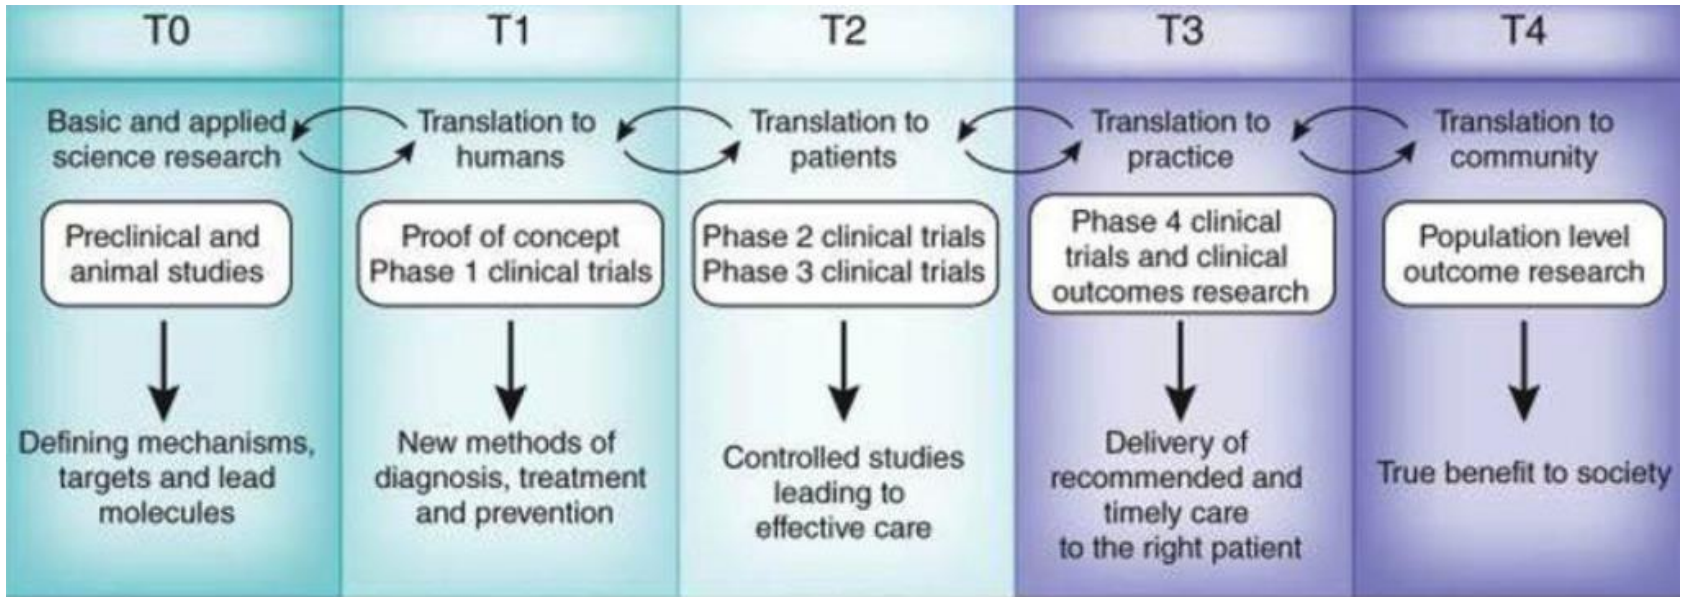 T0
Basic and applied
science research
Preclinical and
animal studies
Defining mechanisms,
targets and lead
molecules
T1
Translation to
humans
Proof of concept
Phase 1 clinical trials
New methods of
diagnosis, treatment
and prevention
T2
Translation to
patients
Phase 2 clinical trials
Phase 3 clinical trials
Controlled studies
leading to
effective care
T3
Translation to
practice
Phase 4 clinical
trials and clinical
outcomes research
Delivery of
recommended and
timely care
to the right patient
T4
Translation to
community
Population level
outcome research
True benefit to society